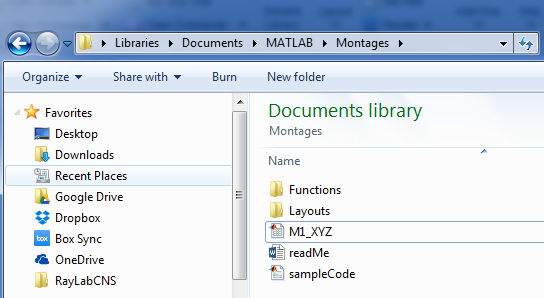 Libraries Documents MATLAB Montages
Organize Share with Burn New folder
Favorites
Desktop
Downloads
Recent Places
Google Drive
Dropbox
Box Sync
OneDrive
RayLabCNS
Documents library
Montages
Name
Functions
Layouts
M1_XYZ
readMe
sampleCode